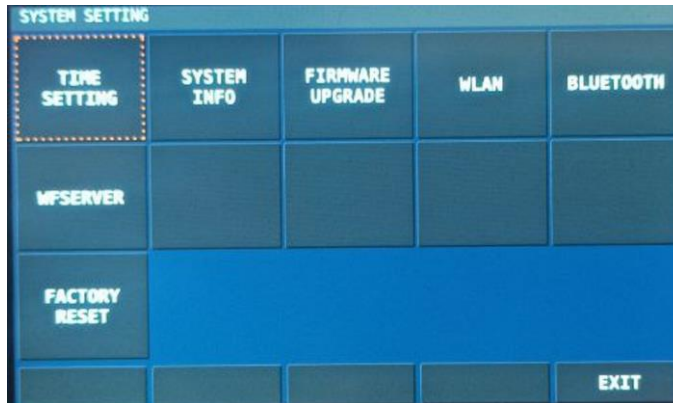 SYSTEM SETTING
TIME
SETTING
SYSTEM
INFO
FIRMWARE
UPGRADE
WLAN
BLUETOOTH
WFSERVER
FACTORY
RESET
EXIT